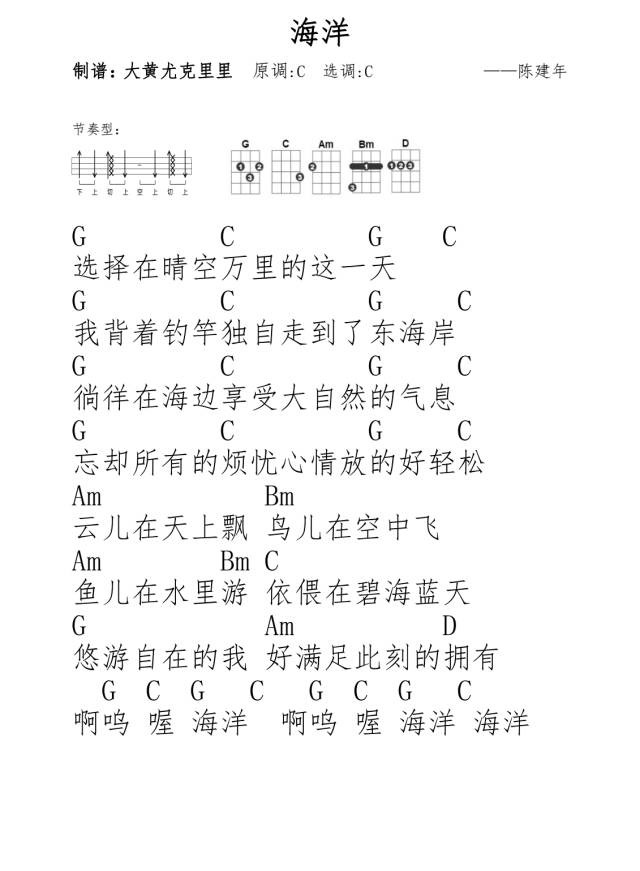 海洋
制谱：大黄尤克里里 原调:C 选调:C ——陈建年
节奏型：
G C Am Bm D
下 上 切 上 空 上 切 上
G C G C
选择在晴空万里的这一天
G C G C
我背着钓竿独自走到了东海岸
G C G C
徜徉在海边享受大自然的气息
G C G C
忘却所有的烦忧心情放的好轻松
Am Bm
云儿在天上飘 鸟儿在空中飞
Am Bm C
鱼儿在水里游 依偎在碧海蓝天
G Am D
悠游自在的我 好满足此刻的拥有
G C G C G C G C
啊呜 喔 海洋 啊呜 喔 海洋 海洋